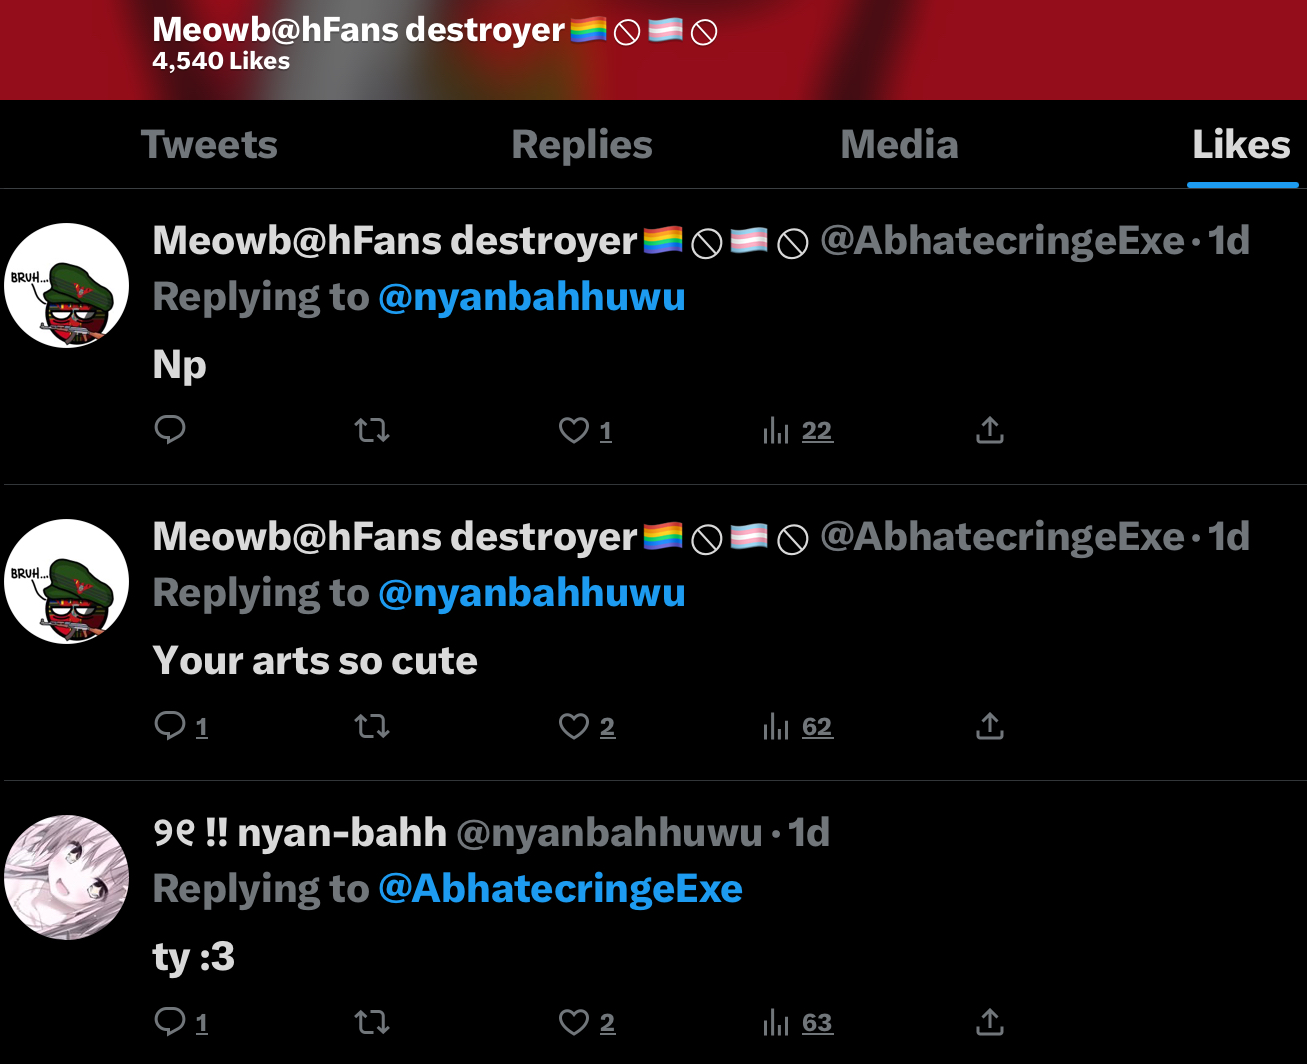 Meowb@hFans destroyer🏳️‍🌈🚫🏳️‍⚧️🚫
4,540 Likes
Tweets Replies Media Likes
Meowb@hFans destroyer🏳️‍🌈🚫🏳️‍⚧️🚫 @AbhatecringeExe · 1d
BRUH...
Replying to @nyanbahhuwu
Np
1 22
Meowb@hFans destroyer🏳️‍🌈🚫🏳️‍⚧️🚫 @AbhatecringeExe · 1d
BRUH...
Replying to @nyanbahhuwu
Your arts so cute
1 2 62
୨୧ !! nyan-bahh @nyanbahhuwu · 1d
Replying to @AbhatecringeExe
ty :3
1 2 63